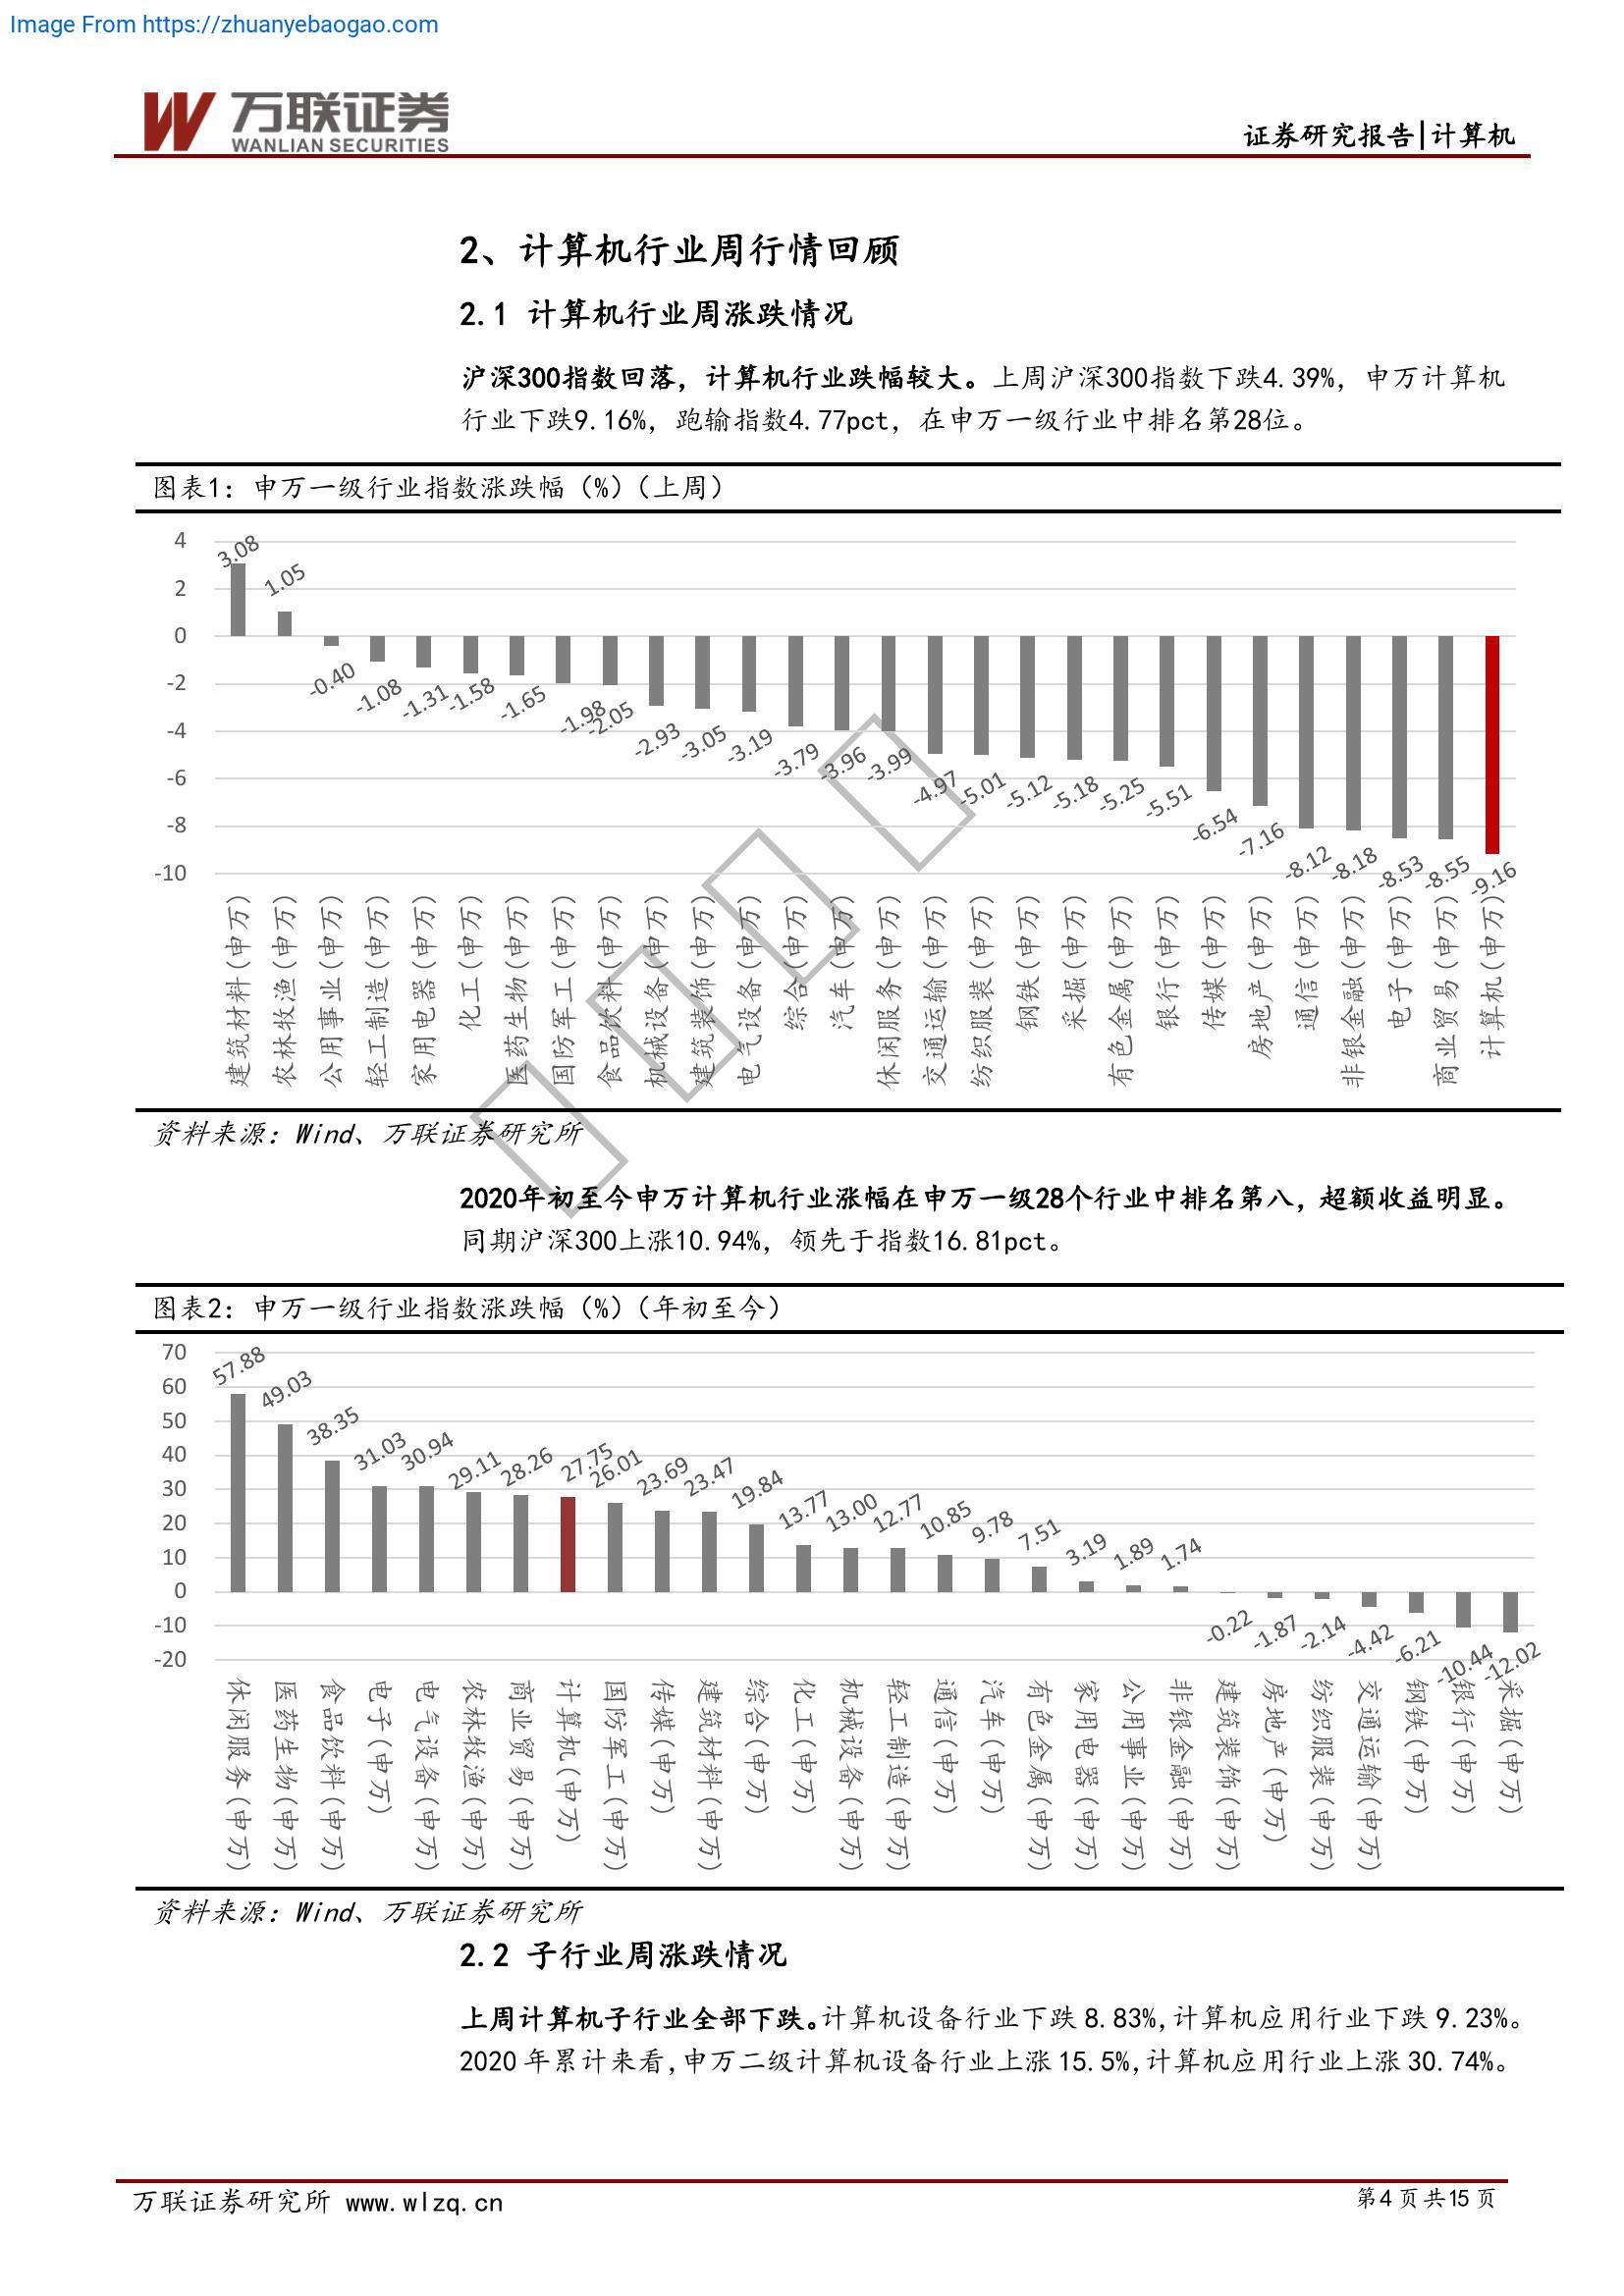 Image From https://zhuanyebaogao.com
万联证券
WANLIAN SECURITIES
证券研究报告|计算机
2、计算机行业周行情回顾
2.1 计算机行业周涨跌情况
沪深300指数回落，计算机行业跌幅较大。上周沪深300指数下跌4.39%，申万计算机
行业下跌9.16%，跑输指数4.77pct，在申万一级行业中排名第28位。
图表1：申万一级行业指数涨跌幅（%）（上周）
4
2
0
-2
-4
-6
-8
-10
3.08
1.05
-0.40
-1.08
-1.31
-1.58
-1.65
-1.98
-2.05
-2.93
-3.05
-3.19
-3.79
-3.96
-3.99
-4.97
-5.01
-5.12
-5.18
-5.25
-5.51
-6.54
-7.16
-8.12
-8.18
-8.53
-8.55
-9.16
建筑材料(申万)
农林牧渔(申万)
公用事业(申万)
轻工制造(申万)
家用电器(申万)
化工(申万)
医药生物(申万)
国防军工(申万)
食品饮料(申万)
机械设备(申万)
建筑装饰(申万)
电气设备(申万)
综合(申万)
汽车(申万)
休闲服务(申万)
交通运输(申万)
纺织服装(申万)
钢铁(申万)
采掘(申万)
有色金属(申万)
银行(申万)
传媒(申万)
房地产(申万)
通信(申万)
非银金融(申万)
电子(申万)
商业贸易(申万)
计算机(申万)
资料来源：Wind、万联证券研究所
2020年初至今申万计算机行业涨幅在申万一级28个行业中排名第八，超额收益明显。
同期沪深300上涨10.94%，领先于指数16.81pct。
图表2：申万一级行业指数涨跌幅（%）（年初至今）
70
60
50
40
30
20
10
0
-10
-20
57.88
49.03
38.35
31.03
30.94
29.11
28.26
27.75
26.01
23.69
23.47
19.84
13.77
13.00
12.77
10.85
9.78
7.51
3.19
1.89
1.74
-0.22
-1.87
-2.14
-4.42
-6.21
-10.44
-12.02
休闲服务(申万)
医药生物(申万)
食品饮料(申万)
电子(申万)
电气设备(申万)
农林牧渔(申万)
商业贸易(申万)
计算机(申万)
国防军工(申万)
传媒(申万)
建筑材料(申万)
综合(申万)
化工(申万)
机械设备(申万)
轻工制造(申万)
通信(申万)
汽车(申万)
有色金属(申万)
家用电器(申万)
公用事业(申万)
非银金融(申万)
建筑装饰(申万)
房地产(申万)
纺织服装(申万)
交通运输(申万)
钢铁(申万)
银行(申万)
采掘(申万)
资料来源：Wind、万联证券研究所
2.2 子行业周涨跌情况
上周计算机子行业全部下跌。计算机设备行业下跌 8.83%,计算机应用行业下跌 9.23%。
2020 年累计来看,申万二级计算机设备行业上涨 15.5%,计算机应用行业上涨 30.74%。
万联证券研究所 www.wlzq.cn
第4 页 共15 页